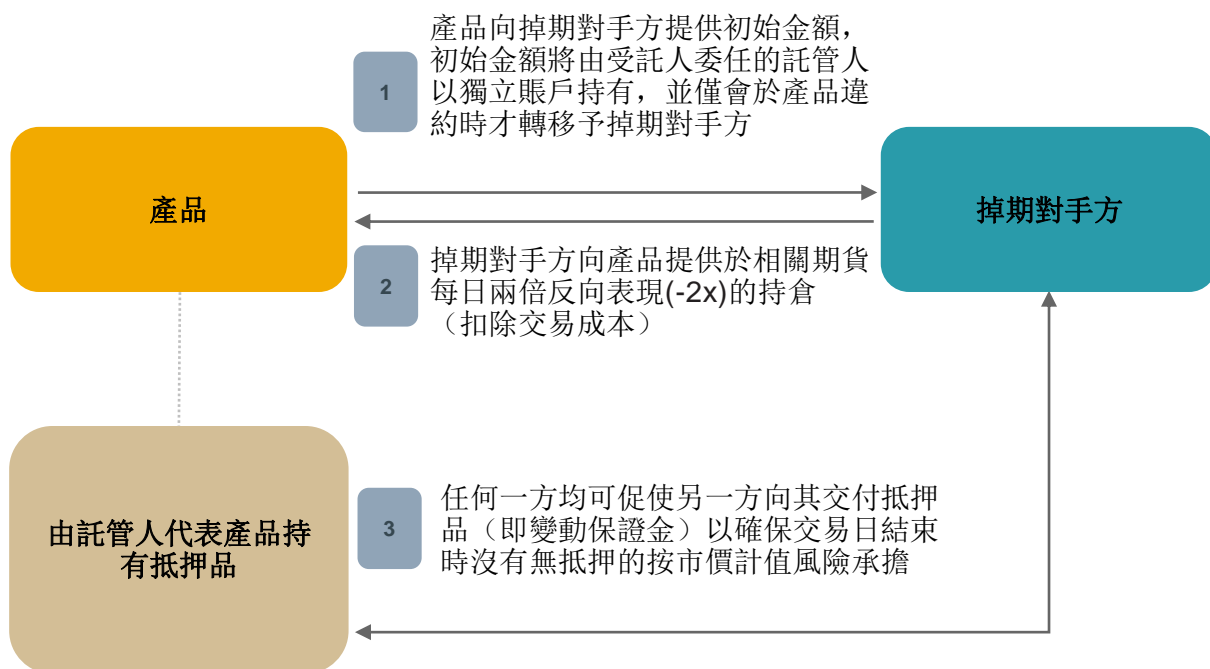 產品向掉期對手方提供初始金額，
初始金額將由受託人委任的託管人
以獨立賬戶持有，並僅會於產品違
約時才轉移予掉期對手方
1
產品
掉期對手方
掉期對手方向產品提供於相關期貨
每日兩倍反向表現(-2x)的持倉
（扣除交易成本）
2
由託管人代表產品持
有抵押品
3
任何一方均可促使另一方向其交付抵押
品（即變動保證金）以確保交易日結束
時沒有無抵押的按市價計值風險承擔